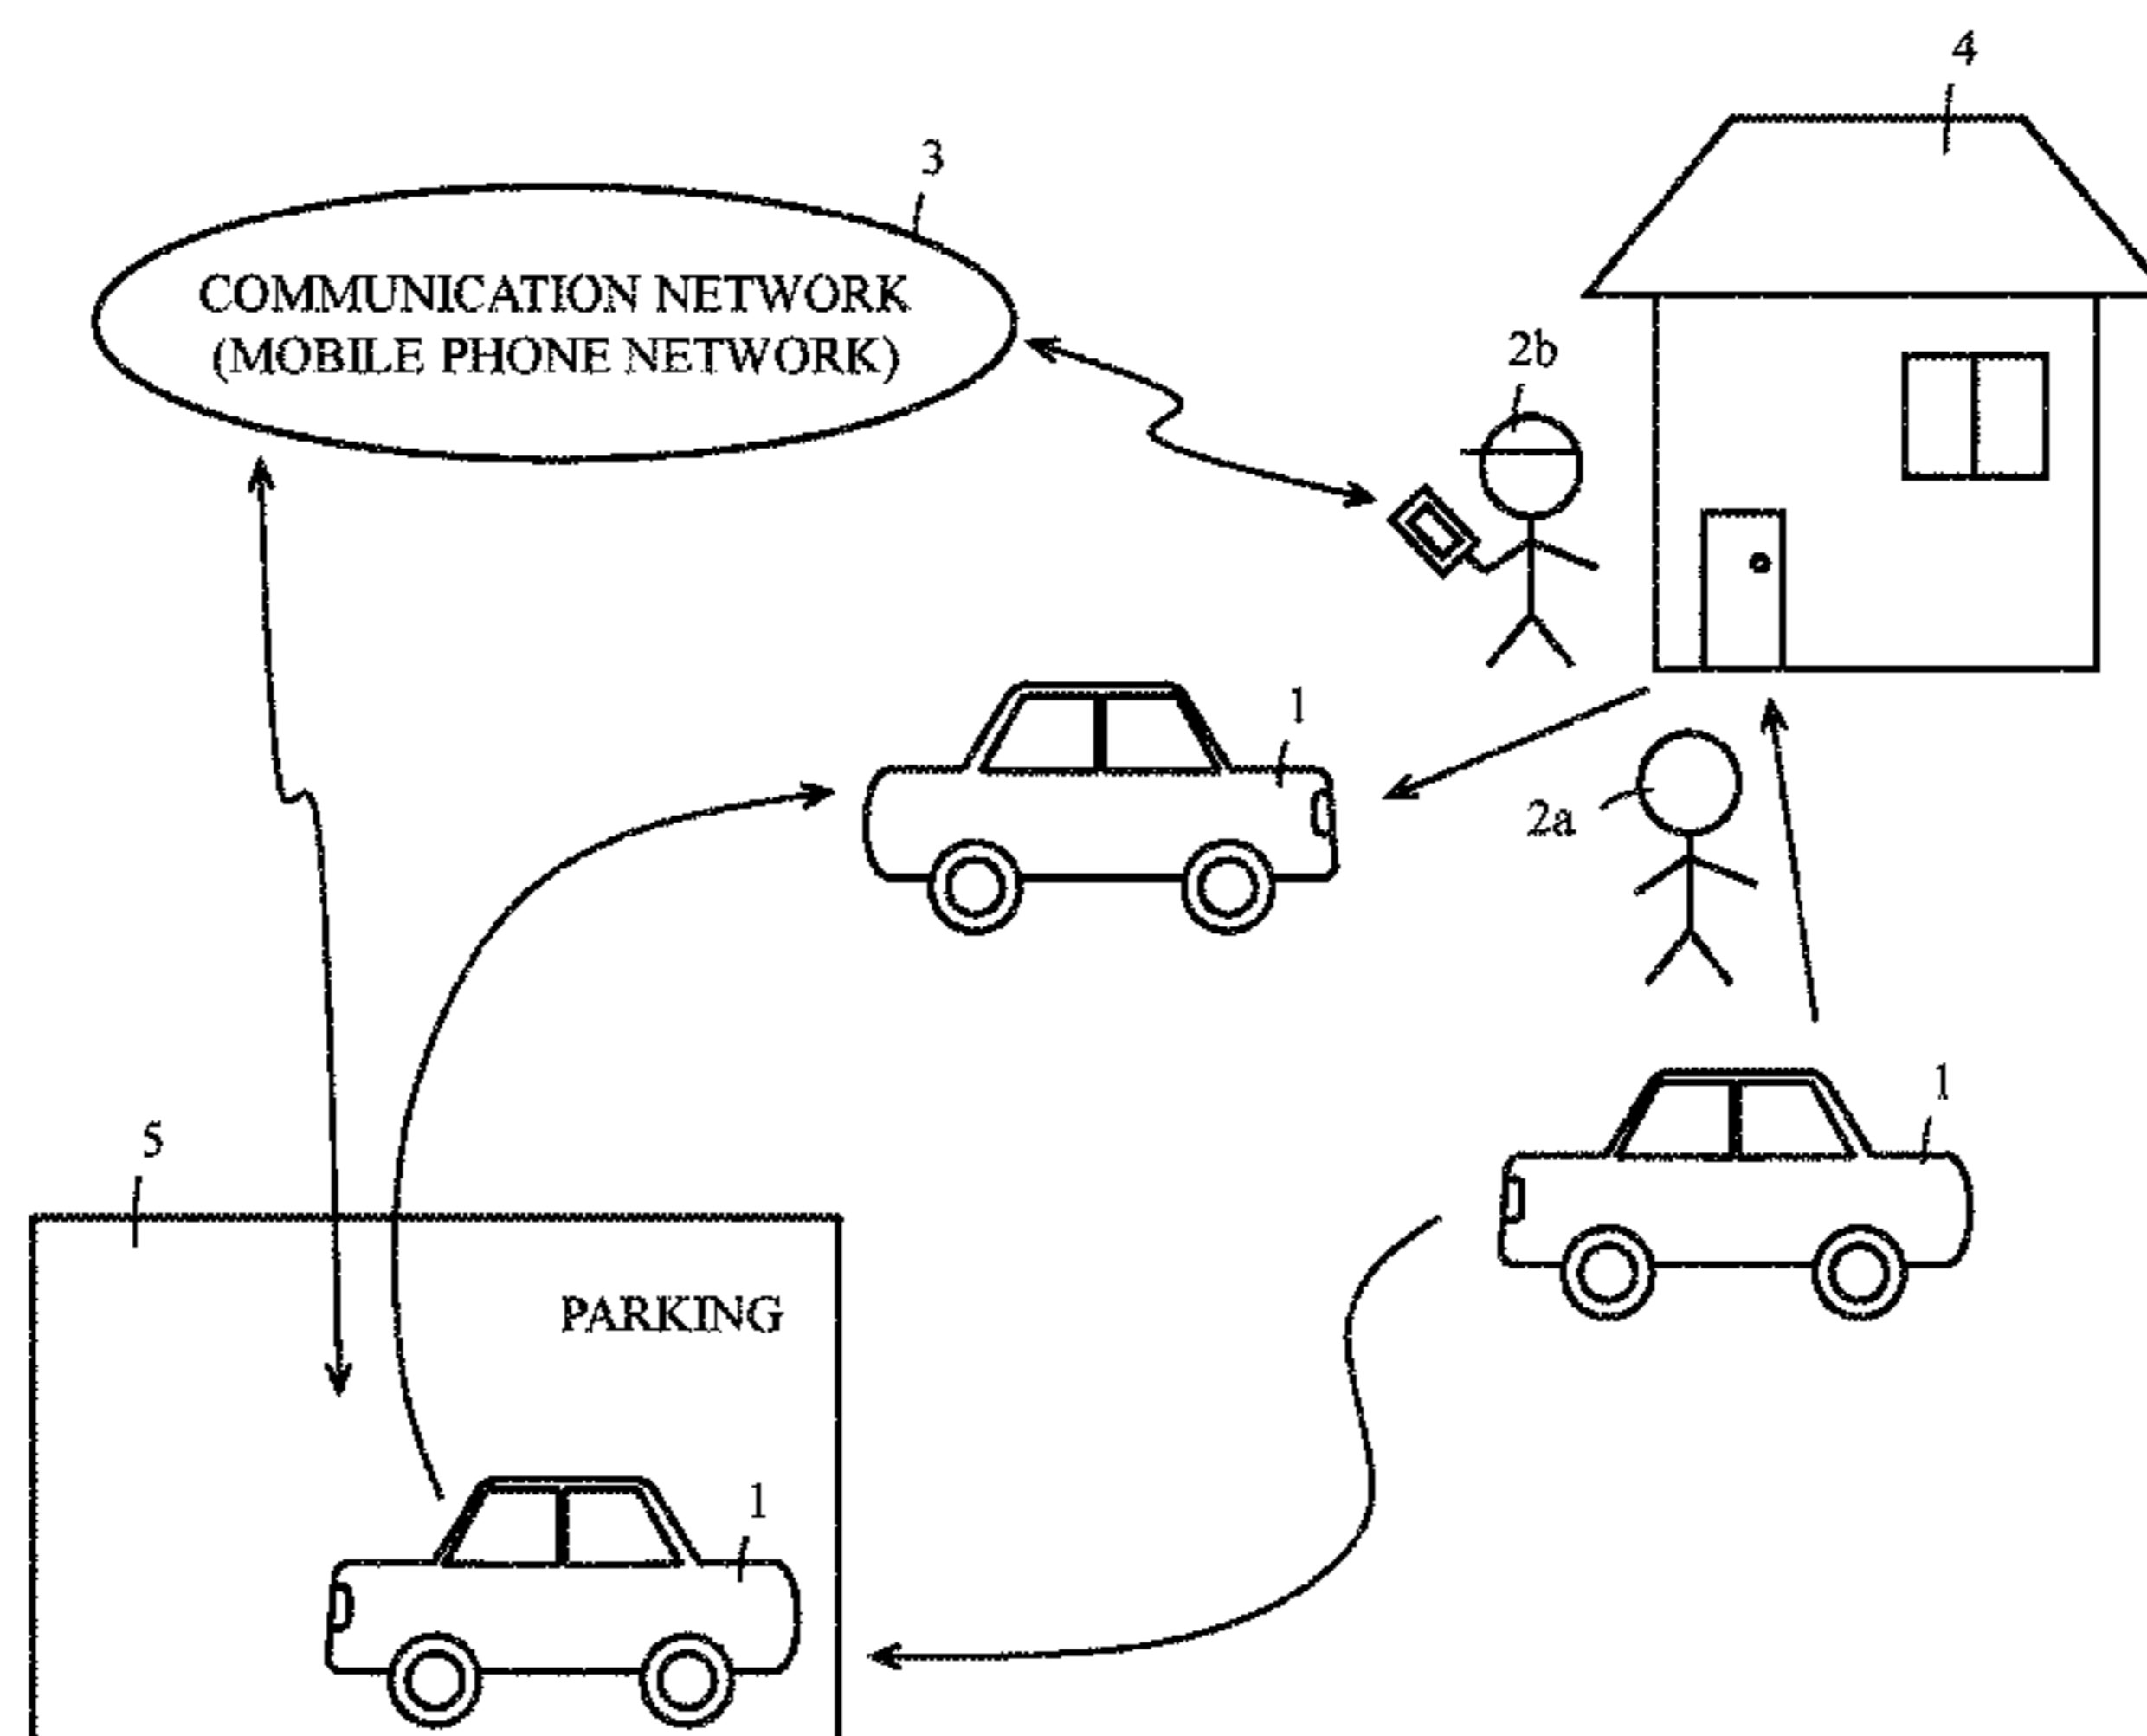 4
3
COMMUNICATION NETWORK
(MOBILE PHONE NETWORK)
2b
1
2a
1
5
PARKING
1